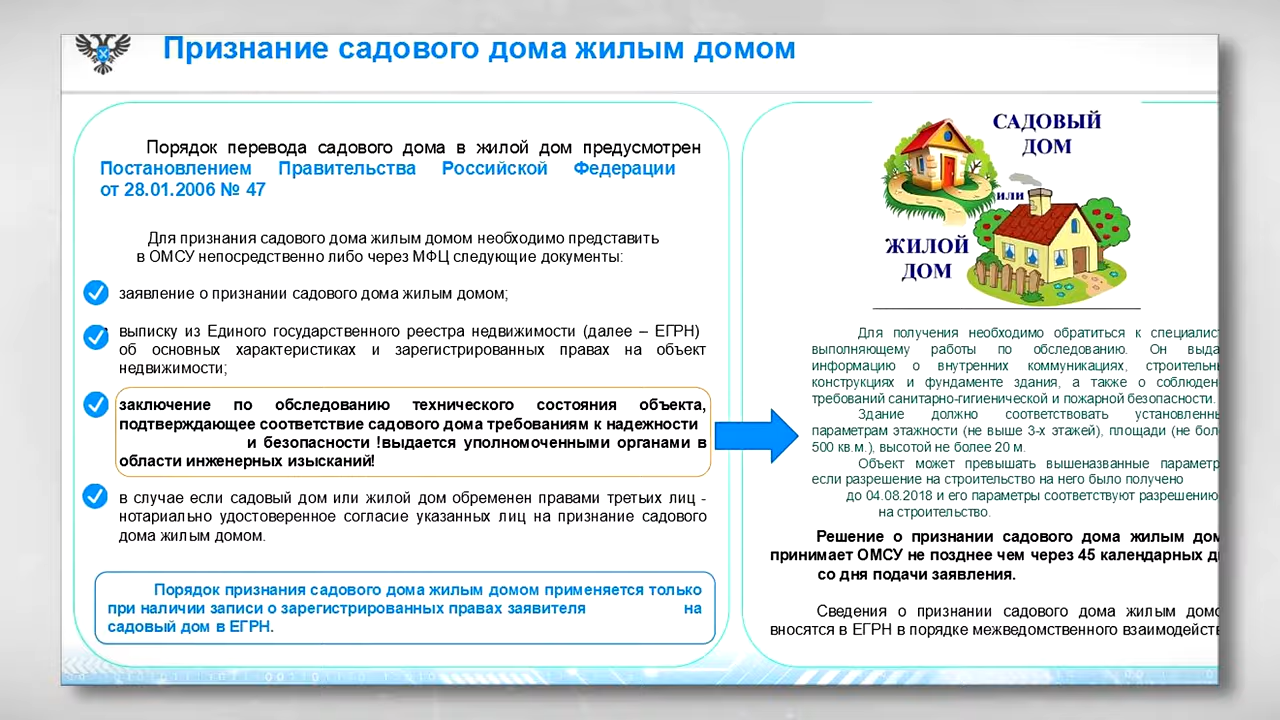 Признание садового дома жилым домом
Порядок перевода садового дома в жилой дом предусмотрен
Постановлением Правительства Российской Федерации
от 28.01.2006 № 47
Для признания садового дома жилым домом необходимо представить
в ОМСУ непосредственно либо через МФЦ следующие документы:
заявление о признании садового дома жилым домом;
выписку из Единого государственного реестра недвижимости (далее – ЕГРН)
об основных характеристиках и зарегистрированных правах на объект
недвижимости;
заключение по обследованию технического состояния объекта,
подтверждающее соответствие садового дома требованиям к надежности
и безопасности !выдается уполномоченными органами в
области инженерных изысканий!
в случае если садовый дом или жилой дом обременен правами третьих лиц -
нотариально удостоверенное согласие указанных лиц на признание садового
дома жилым домом.
Порядок признания садового дома жилым домом применяется только
при наличии записи о зарегистрированных правах заявителя на
садовый дом в ЕГРН.
САДОВЫЙ
ДОМ
или
ЖИЛОЙ
ДОМ
Для получения необходимо обратиться к специалист
выполняющему работы по обследованию. Он выда
информацию о внутренних коммуникациях, строительн
конструкциях и фундаменте здания, а также о соблюден
требований санитарно-гигиенической и пожарной безопасности.
Здание должно соответствовать установленны
параметрам этажности (не выше 3-х этажей), площади (не бол
500 кв.м.), высотой не более 20 м.
Объект может превышать вышеназванные параметр
если разрешение на строительство на него было получено
до 04.08.2018 и его параметры соответствуют разрешению
на строительство.
Решение о признании садового дома жилым дом
принимает ОМСУ не позднее чем через 45 календарных д
со дня подачи заявления.
Сведения о признании садового дома жилым домо
вносятся в ЕГРН в порядке межведомственного взаимодейств